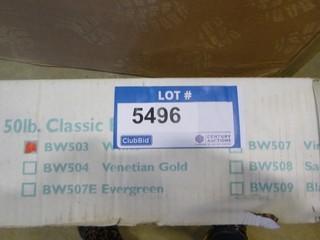 LOT #
5496
ClubBid
CENTURY AUCTIONS
50lb. Classic
BW503
BW507
BW504 Venetian Gold
BW508
BW507E Evergreen
BW509